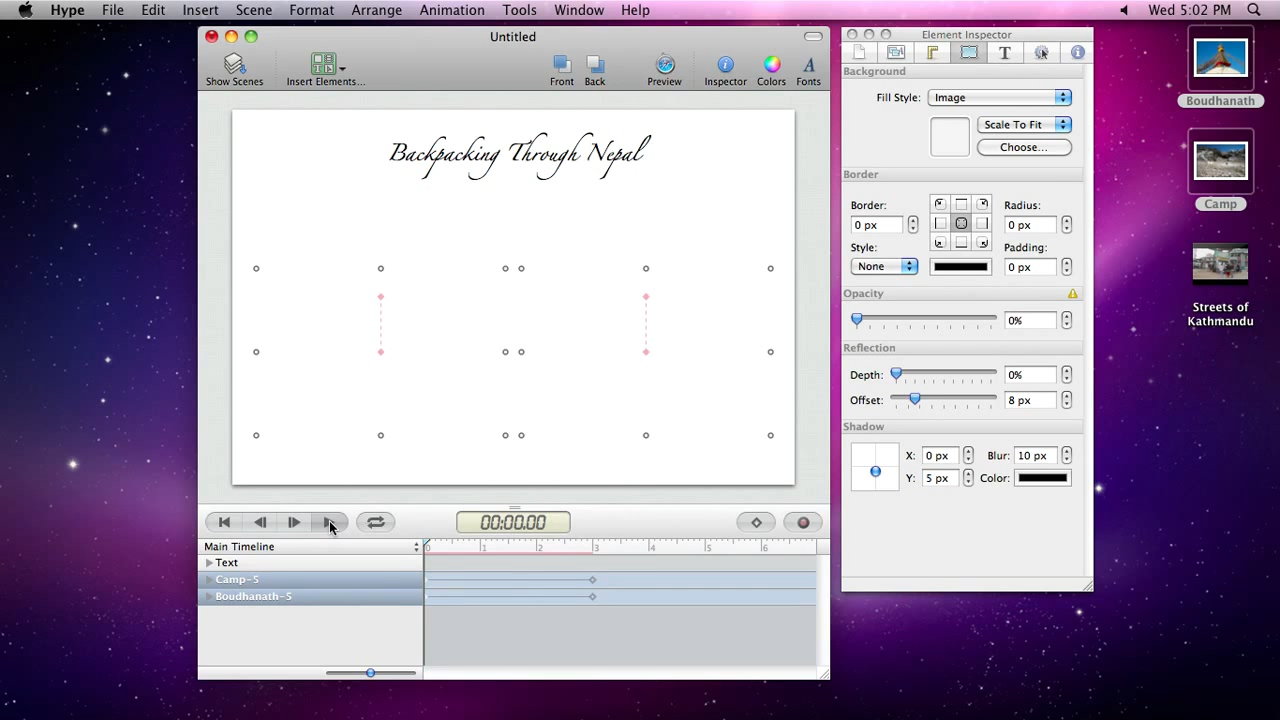 Hype File Edit Insert Scene Format Arrange Animation Tools Window Help Wed 5:02 PM
Untitled
Show Scenes Insert Elements... Front Back Preview Inspector Colors Fonts
Backpacking Through Nepal
Main Timeline
00:00.00
0 1 2 3 4 5 6
Text
Camp-5
Boudhanath-5
Element Inspector
Background
Fill Style: Image
Scale To Fit
Choose...
Border
Border: Radius:
0 px 0 px
Style: Padding:
None 0 px
Opacity
0%
Reflection
Depth: 0%
Offset: 8 px
Shadow
X: 0 px Blur: 10 px
Y: 5 px Color:
Boudhanath
Camp
Streets of
Kathmandu